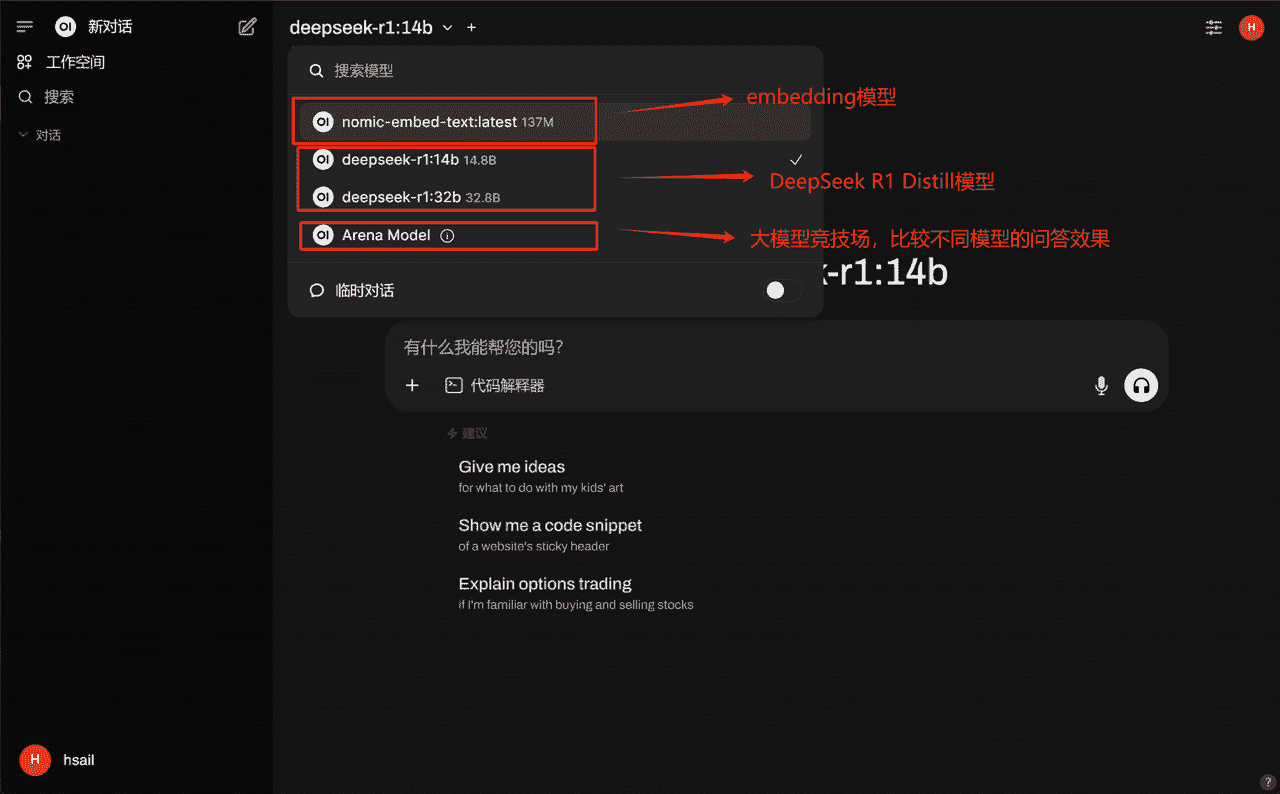 OI 新对话
工作空间
搜索
对话
deepseek-r1:14b
搜索模型
OI nomic-embed-text:latest 137M
embedding模型
OI deepseek-r1:14b 14.8B
OI deepseek-r1:32b 32.8B
DeepSeek R1 Distill模型
OI Arena Model
大模型竞技场，比较不同模型的问答效果
k-r1:14b
临时对话
有什么我能帮您的吗？
代码解释器
建议
Give me ideas
for what to do with my kids' art
Show me a code snippet
of a website's sticky header
Explain options trading
if I'm familiar with buying and selling stocks
H
H hsail
?